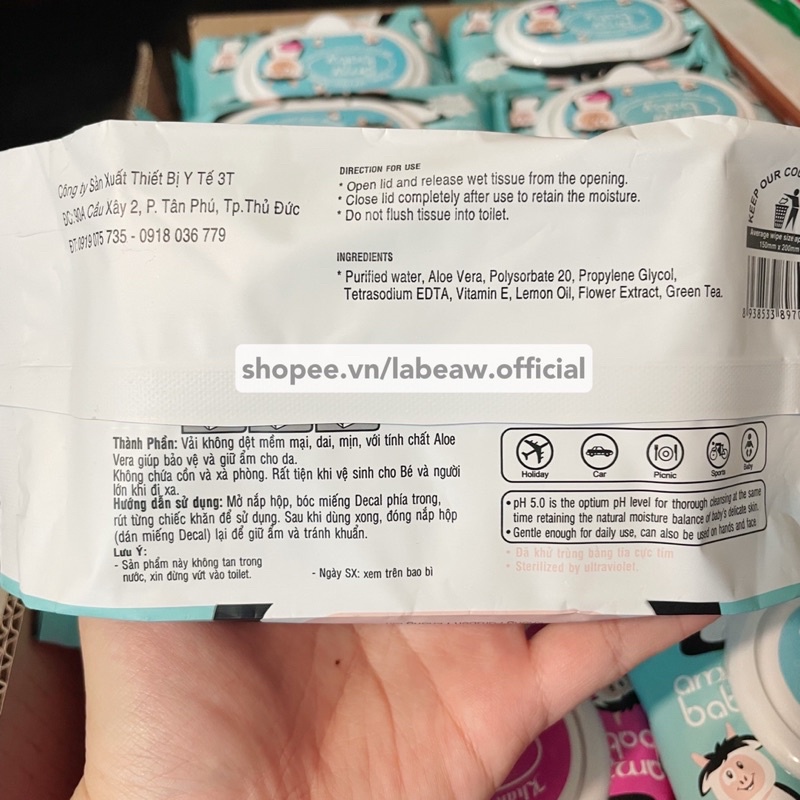 Công ty Sản Xuất Thiết Bị Y Tế 3T
ĐC: 90A Cầu Xây 2, P. Tân Phú, Tp.Thủ Đức
ĐT: 0919 075 735 - 0918 036 779
DIRECTION FOR USE
* Open lid and release wet tissue from the opening.
* Close lid completely after use to retain the moisture.
* Do not flush tissue into toilet.
INGREDIENTS
* Purified water, Aloe Vera, Polysorbate 20, Propylene Glycol,
Tetrasodium EDTA, Vitamin E, Lemon Oil, Flower Extract, Green Tea.
KEEP OUR
Average wipe size
150mm x 200mm
8 938533 8970
shopee.vn/labeaw.official
Thành Phần: Vải không dệt mềm mại, dai, mịn, với tính chất Aloe
Vera giúp bảo vệ và giữ ẩm cho da.
Không chứa cồn và xà phòng. Rất tiện khi vệ sinh cho Bé và người
lớn khi đi xa.
Hướng dẫn sử dụng: Mở nắp hộp, bóc miếng Decal phía trong,
rút từng chiếc khăn để sử dụng. Sau khi dùng xong, đóng nắp hộp
(dán miếng Decal) lại để giữ ẩm và tránh khuẩn.
Lưu Ý:
- Sản phẩm này không tan trong
nước, xin đừng vứt vào toilet.
- Ngày SX: xem trên bao bì
Holiday Car Picnic Sports Baby
• pH 5.0 is the optium pH level for thorough cleansing at the same
time retaining the natural moisture balance of baby's delicate skin.
• Gentle enough for daily use, can also be used on hands and face
• Đã khử trùng bằng tia cực tím
• Sterilized by ultraviolet.